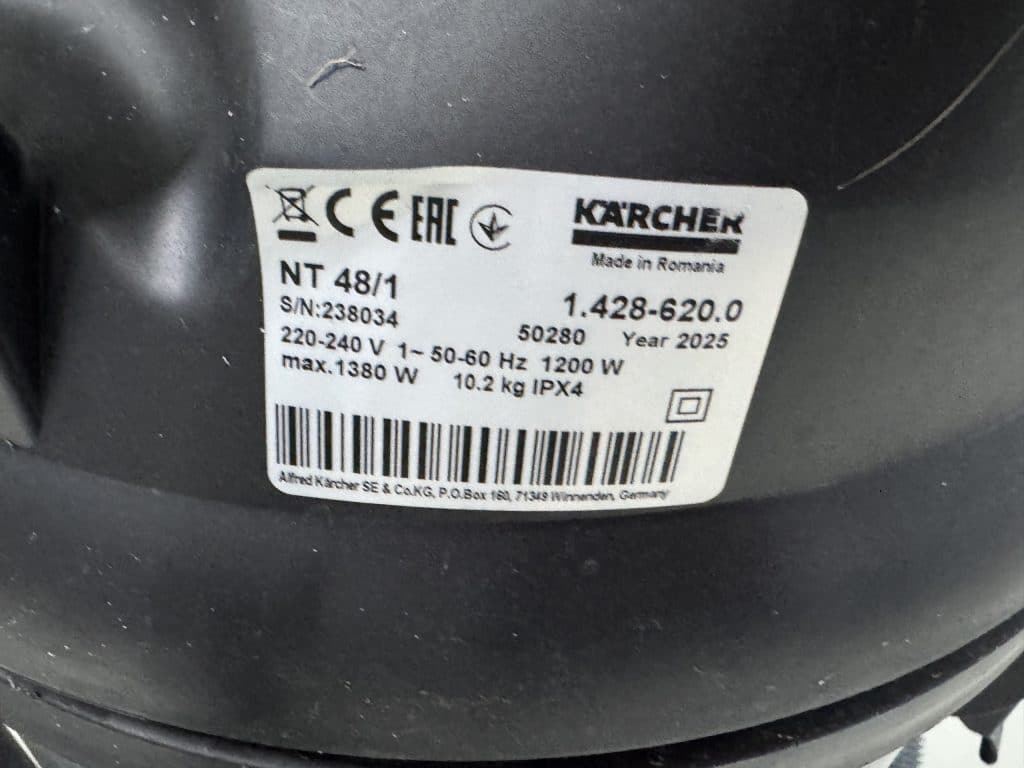 CE EAC
KÄRCHER
Made in Romania
NT 48/1
1.428-620.0
S/N:238034
50280 Year 2025
220-240 V 1~ 50-60 Hz 1200 W
max.1380 W 10.2 kg IPX4
Alfred Kärcher SE & Co.KG, P.O.Box 160, 71349 Winnenden, Germany